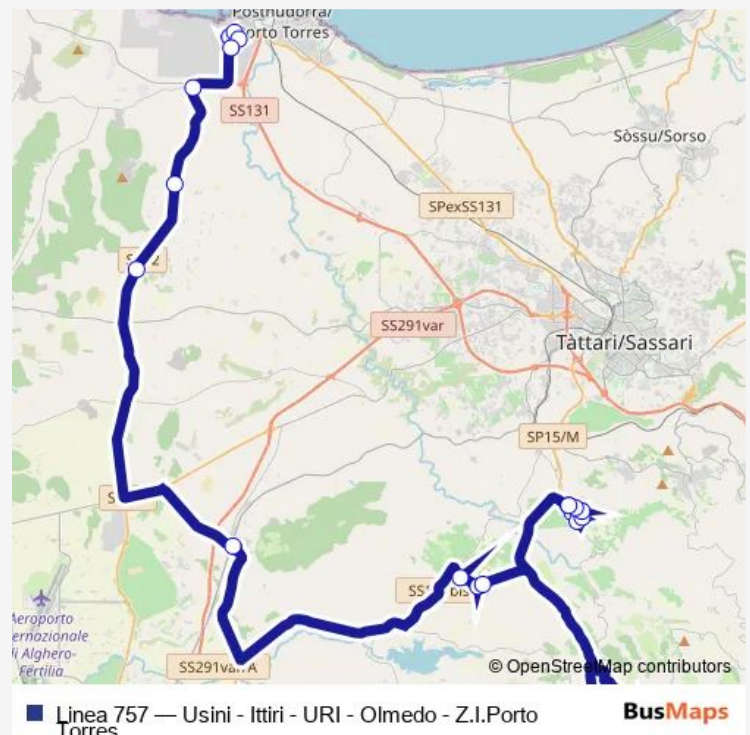 Posthudorra/
Porto Torres
SS131
Sòssu/Sorso
SPexSS131
SS291var
Tàttari/Sassari
SP15/M
Aeroporto
Internazionale
di Alghero-
Fertilia
SS291varA
© OpenStreetMap contributors
Linea 757 — Usini - Ittiri - URI - Olmedo - Z.I.Porto
Torres
BusMaps